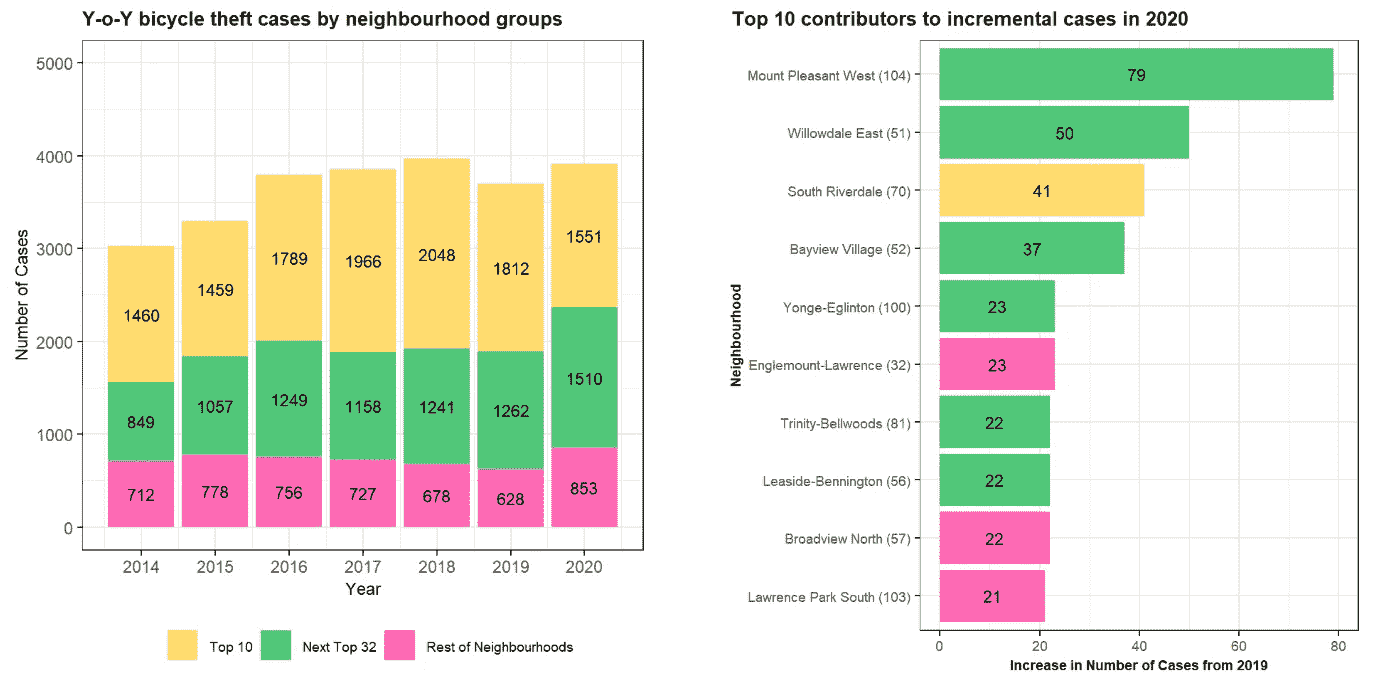 Y-o-Y bicycle theft cases by neighbourhood groups
Number of Cases
5000
4000
3000
2000
1000
0
1460
1459
1789
1966
2048
1812
1551
849
1057
1249
1158
1241
1262
1510
712
778
756
727
678
628
853
2014 2015 2016 2017 2018 2019 2020
Year
Top 10 Next Top 32 Rest of Neighbourhoods
Top 10 contributors to incremental cases in 2020
Neighbourhood
Mount Pleasant West (104) 79
Willowdale East (51) 50
South Riverdale (70) 41
Bayview Village (52) 37
Yonge-Eglinton (100) 23
Englemount-Lawrence (32) 23
Trinity-Bellwoods (81) 22
Leaside-Bennington (56) 22
Broadview North (57) 22
Lawrence Park South (103) 21
0 20 40 60 80
Increase in Number of Cases from 2019